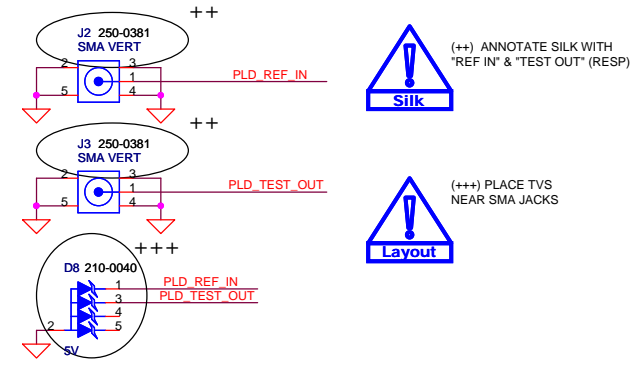 ++
J2 250-0381
SMA VERT
2
3
1
5
4
PLD_REF_IN
Silk
(++) ANNOTATE SILK WITH
"REF IN" & "TEST OUT" (RESP)
++
J3 250-0381
SMA VERT
2
3
1
5
4
PLD_TEST_OUT
Layout
(+++) PLACE TVS
NEAR SMA JACKS
+++
D8 210-0040
1 PLD_REF_IN
3 PLD_TEST_OUT
4
2
5
5V